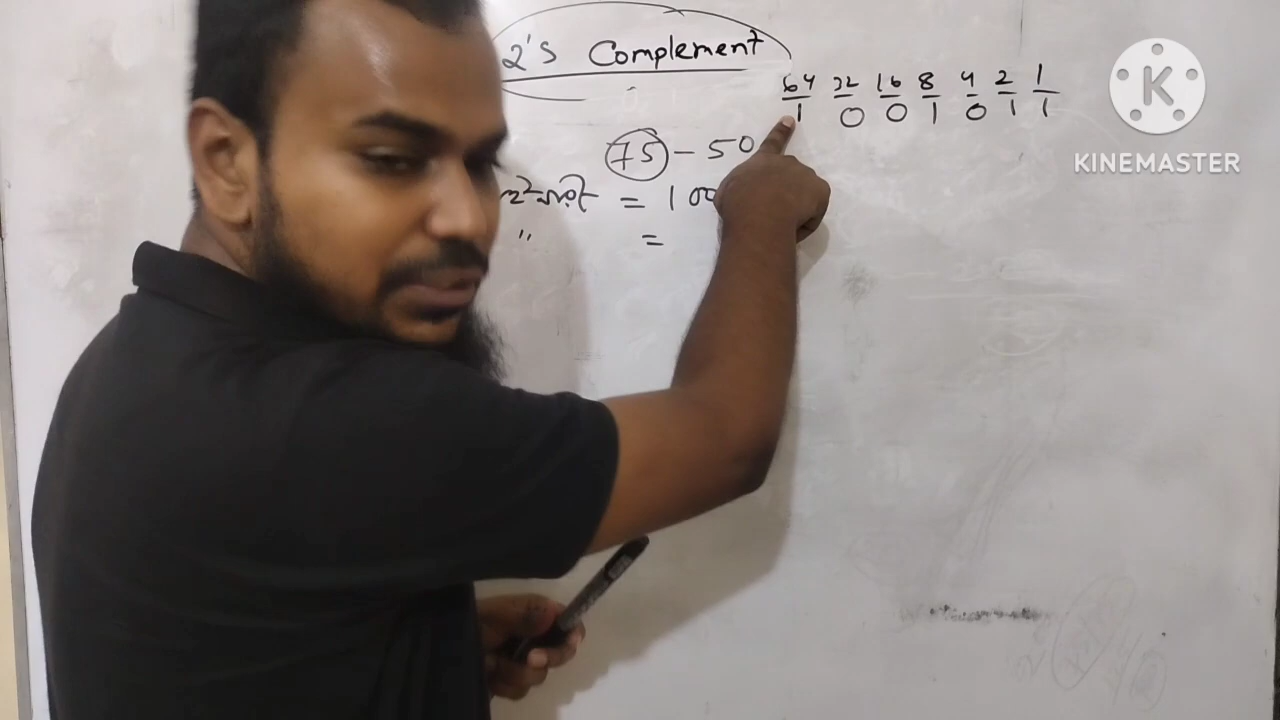 2's Complement
64 32 16 8 4 2 1
1 0 0 1 0 1 1
75 - 50
= 100
" =
K
KINEMASTER